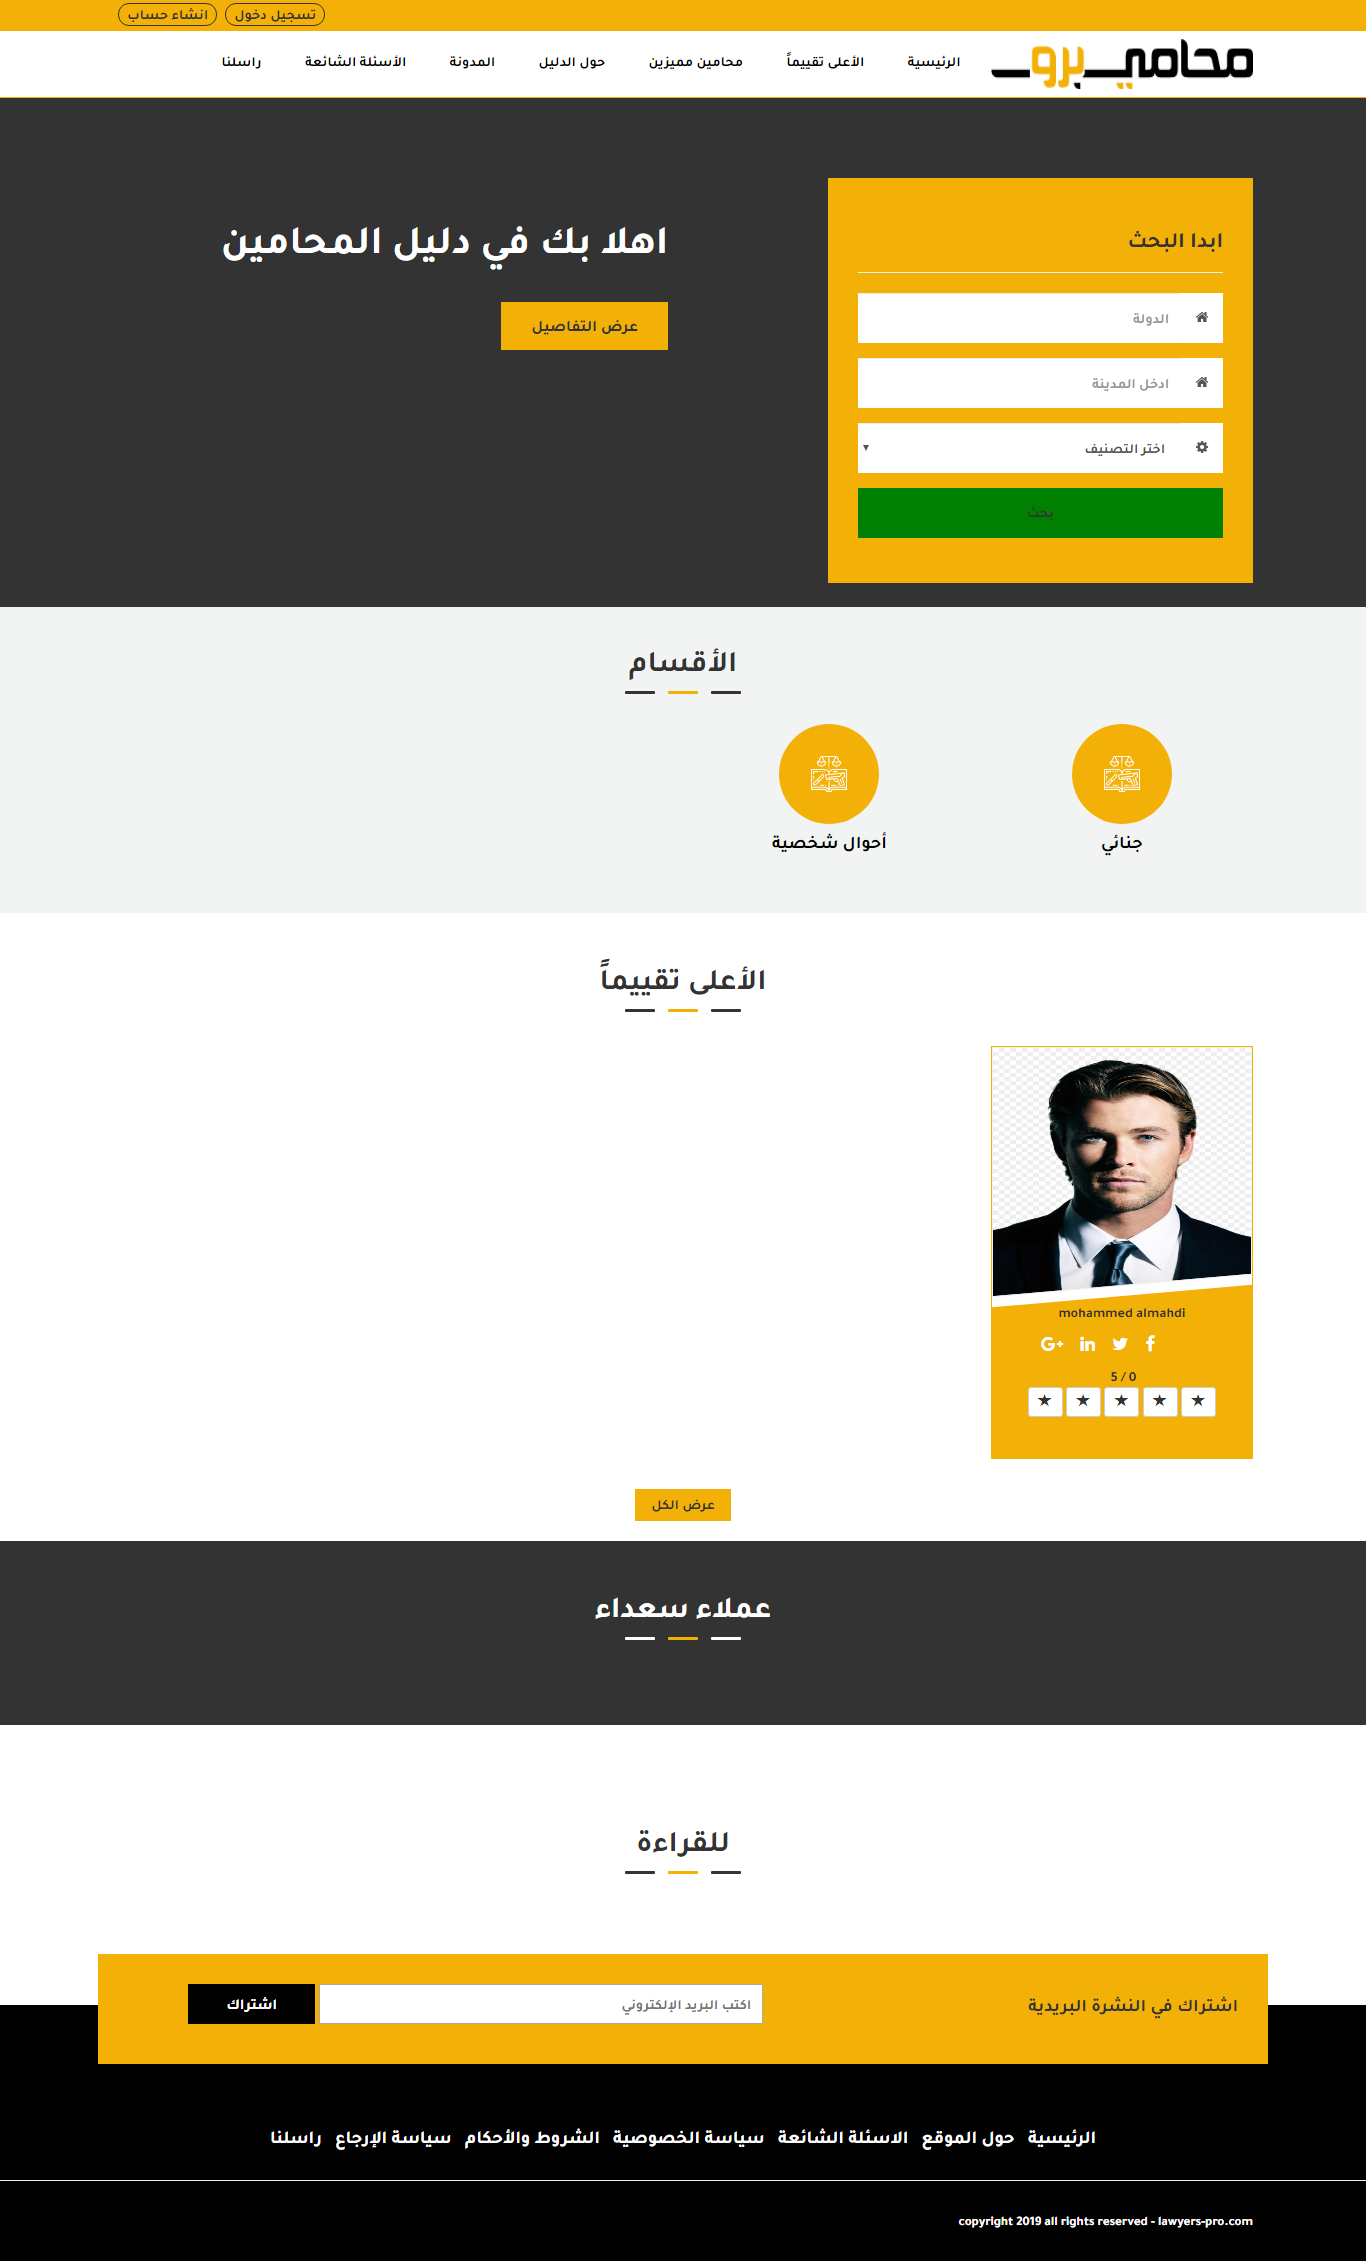 تسجيل دخول
انشاء حساب
محامي برو
الرئيسية
الأعلى تقييماً
محامين مميزين
حول الدليل
المدونة
الأسئلة الشائعة
راسلنا
ابدا البحث
الدولة
ادخل المدينة
اختر التصنيف
بحث
اهلا بك في دليل المحامين
عرض التفاصيل
الأقسام
جنائي
أحوال شخصية
الأعلى تقييماً
mohammed almahdi
5 / 0
عرض الكل
عملاء سعداء
للقراءة
اشتراك في النشرة البريدية
اكتب البريد الإلكتروني
اشتراك
الرئيسية حول الموقع الاسئلة الشائعة سياسة الخصوصية الشروط والأحكام سياسة الإرجاع راسلنا
copyright 2019 all rights reserved - lawyers-pro.com